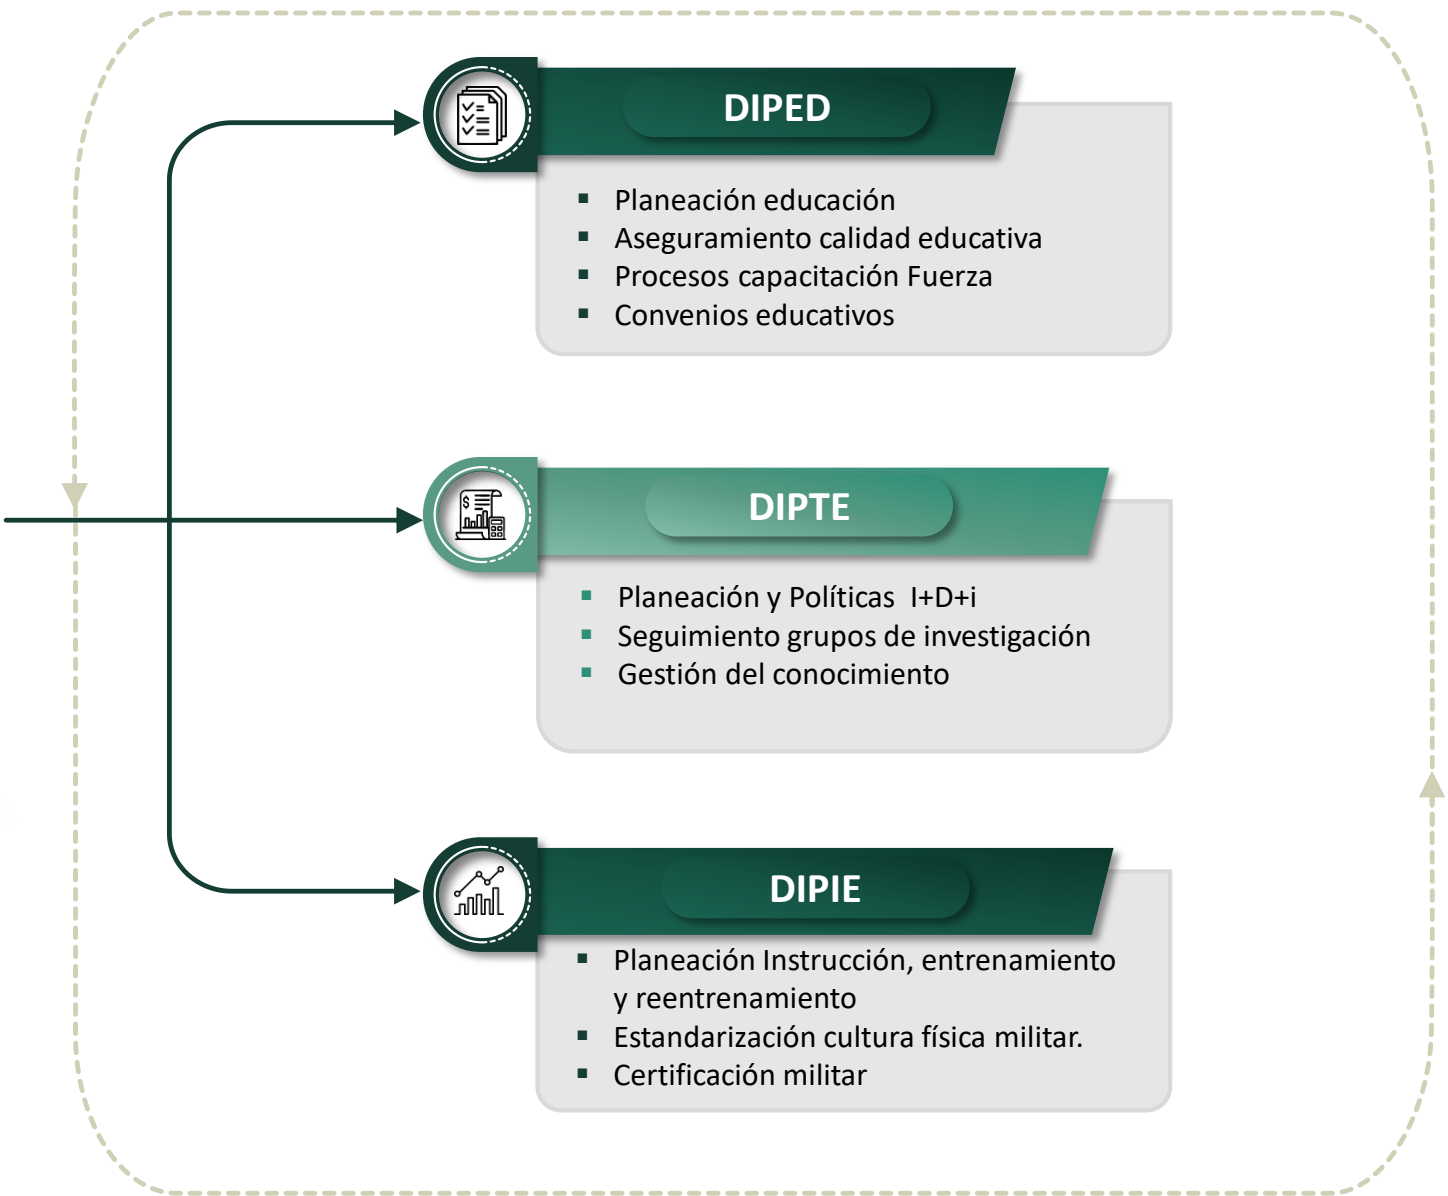 DIPED
▪ Planeación educación
▪ Aseguramiento calidad educativa
▪ Procesos capacitación Fuerza
▪ Convenios educativos
DIPTE
▪ Planeación y Políticas  I+D+i
▪ Seguimiento grupos de investigación
▪ Gestión del conocimiento
DIPIE
▪ Planeación Instrucción, entrenamiento
y reentrenamiento
▪ Estandarización cultura física militar.
▪ Certificación militar